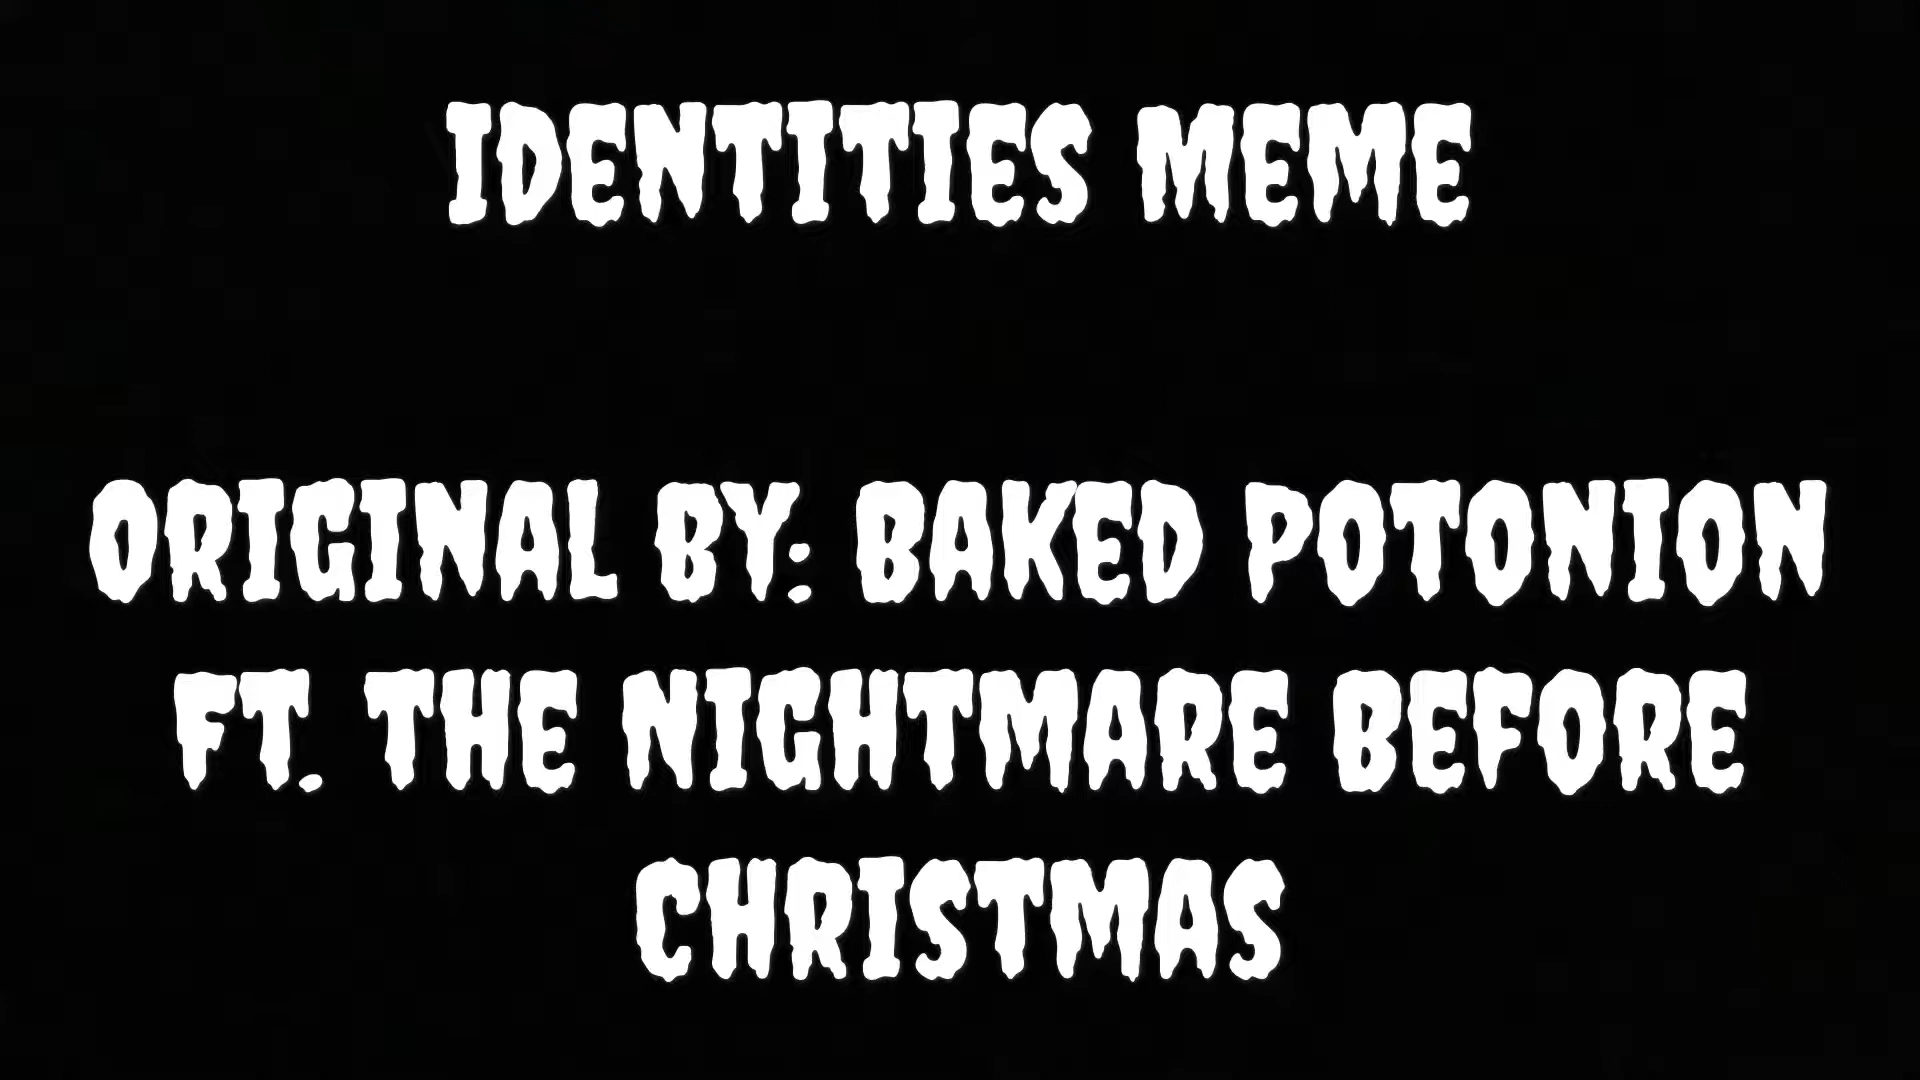 IDENTITIES MEME
ORIGINAL BY: BAKED POTONION
FT. THE NIGHTMARE BEFORE
CHRISTMAS